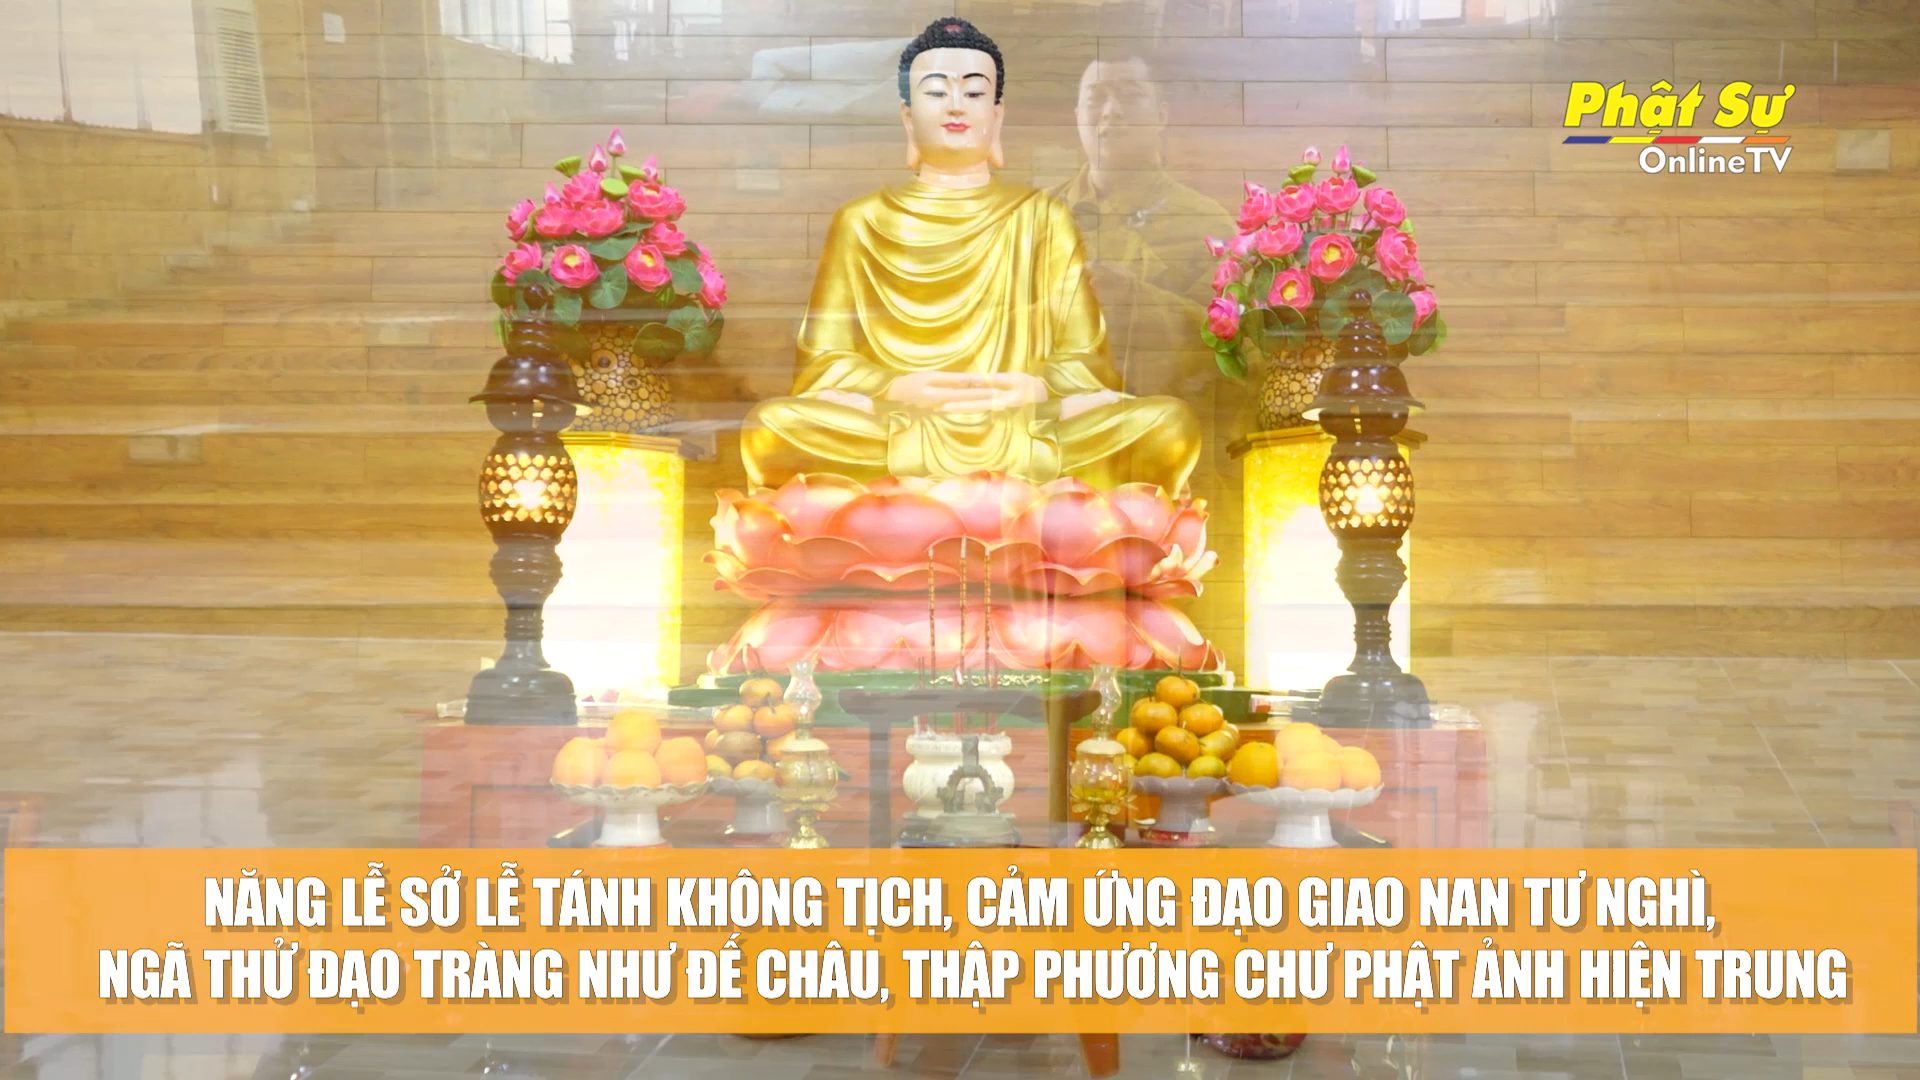 Phật Sự
OnlineTV
NĂNG LỄ SỞ LỄ TÁNH KHÔNG TỊCH, CẢM ỨNG ĐẠO GIAO NAN TƯ NGHÌ,
NGÃ THỬ ĐẠO TRÀNG NHƯ ĐẾ CHÂU, THẬP PHƯƠNG CHƯ PHẬT ẢNH HIỆN TRUNG